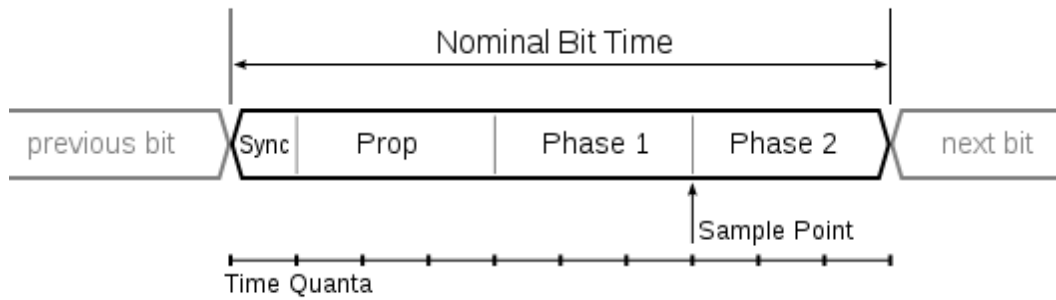 Nominal Bit Time
previous bit Sync Prop Phase 1 Phase 2 next bit
Sample Point
Time Quanta